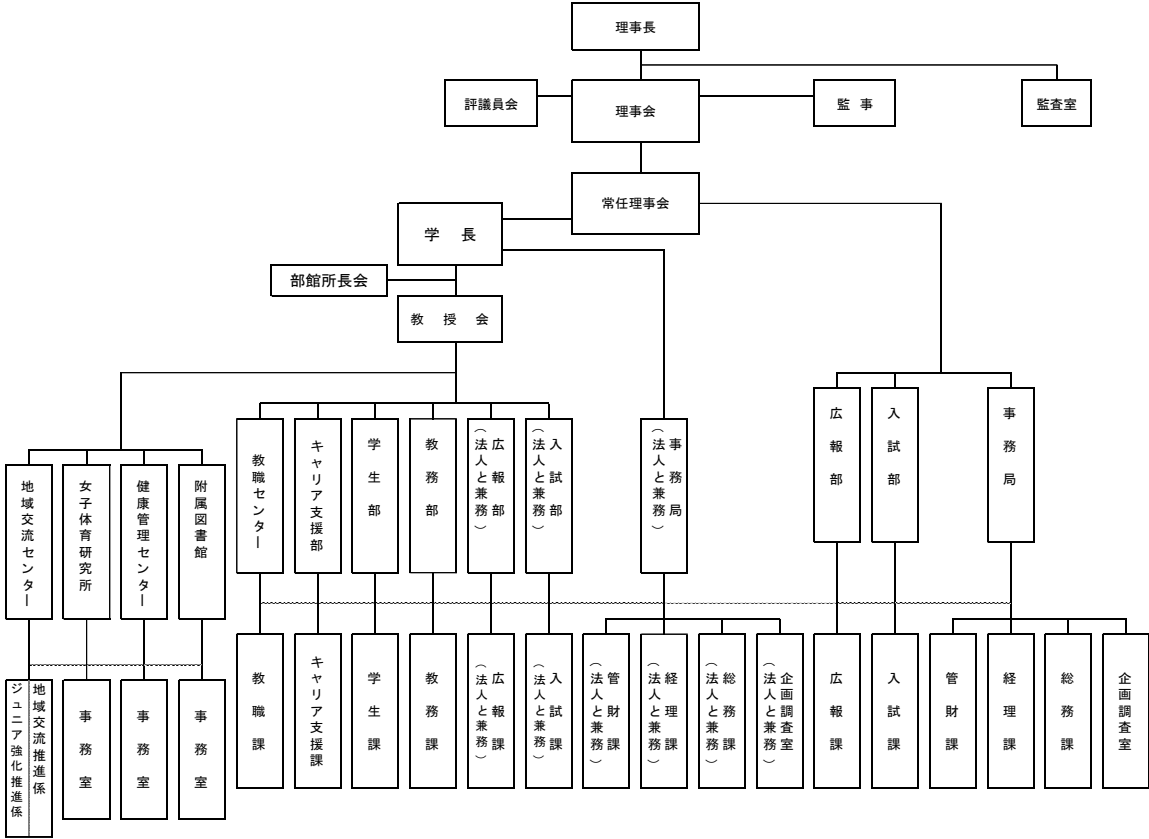 理事長
評議員会
理事会
監 事
監査室
常任理事会
学 長
部館所長会
教 授 会
地域交流センター
女子体育研究所
健康管理センター
附属図書館
教職センター
キャリア支援部
学生部
教務部
広報部
(法人と兼務)
入試部
(法人と兼務)
事務局
(法人と兼務)
広報部
入試部
事務局
地域交流推進係
ジュニア強化推進係
事務室
事務室
事務室
教職課
キャリア支援課
学生課
教務課
広報課
(法人と兼務)
入試課
(法人と兼務)
管財課
(法人と兼務)
経理課
(法人と兼務)
総務課
(法人と兼務)
企画調査室
(法人と兼務)
広報課
入試課
管財課
経理課
総務課
企画調査室